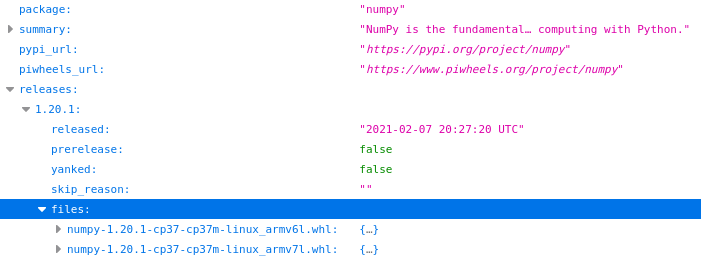 package: "numpy"
summary: "NumPy is the fundamental… computing with Python."
pypi_url: "https://pypi.org/project/numpy"
piwheels_url: "https://www.piwheels.org/project/numpy"
releases:
1.20.1:
released: "2021-02-07 20:27:20 UTC"
prerelease: false
yanked: false
skip_reason: ""
files:
numpy-1.20.1-cp37-cp37m-linux_armv6l.whl: {…}
numpy-1.20.1-cp37-cp37m-linux_armv7l.whl: {…}